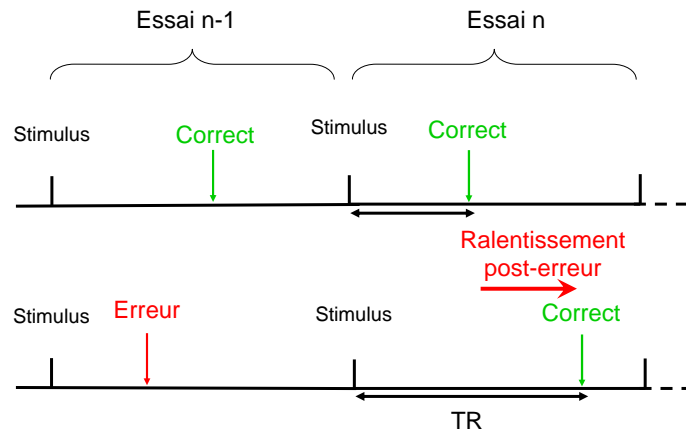 Essai n-1
Essai n
Stimulus
Correct
Stimulus
Correct
Ralentissement
post-erreur
Stimulus
Erreur
Stimulus
Correct
TR